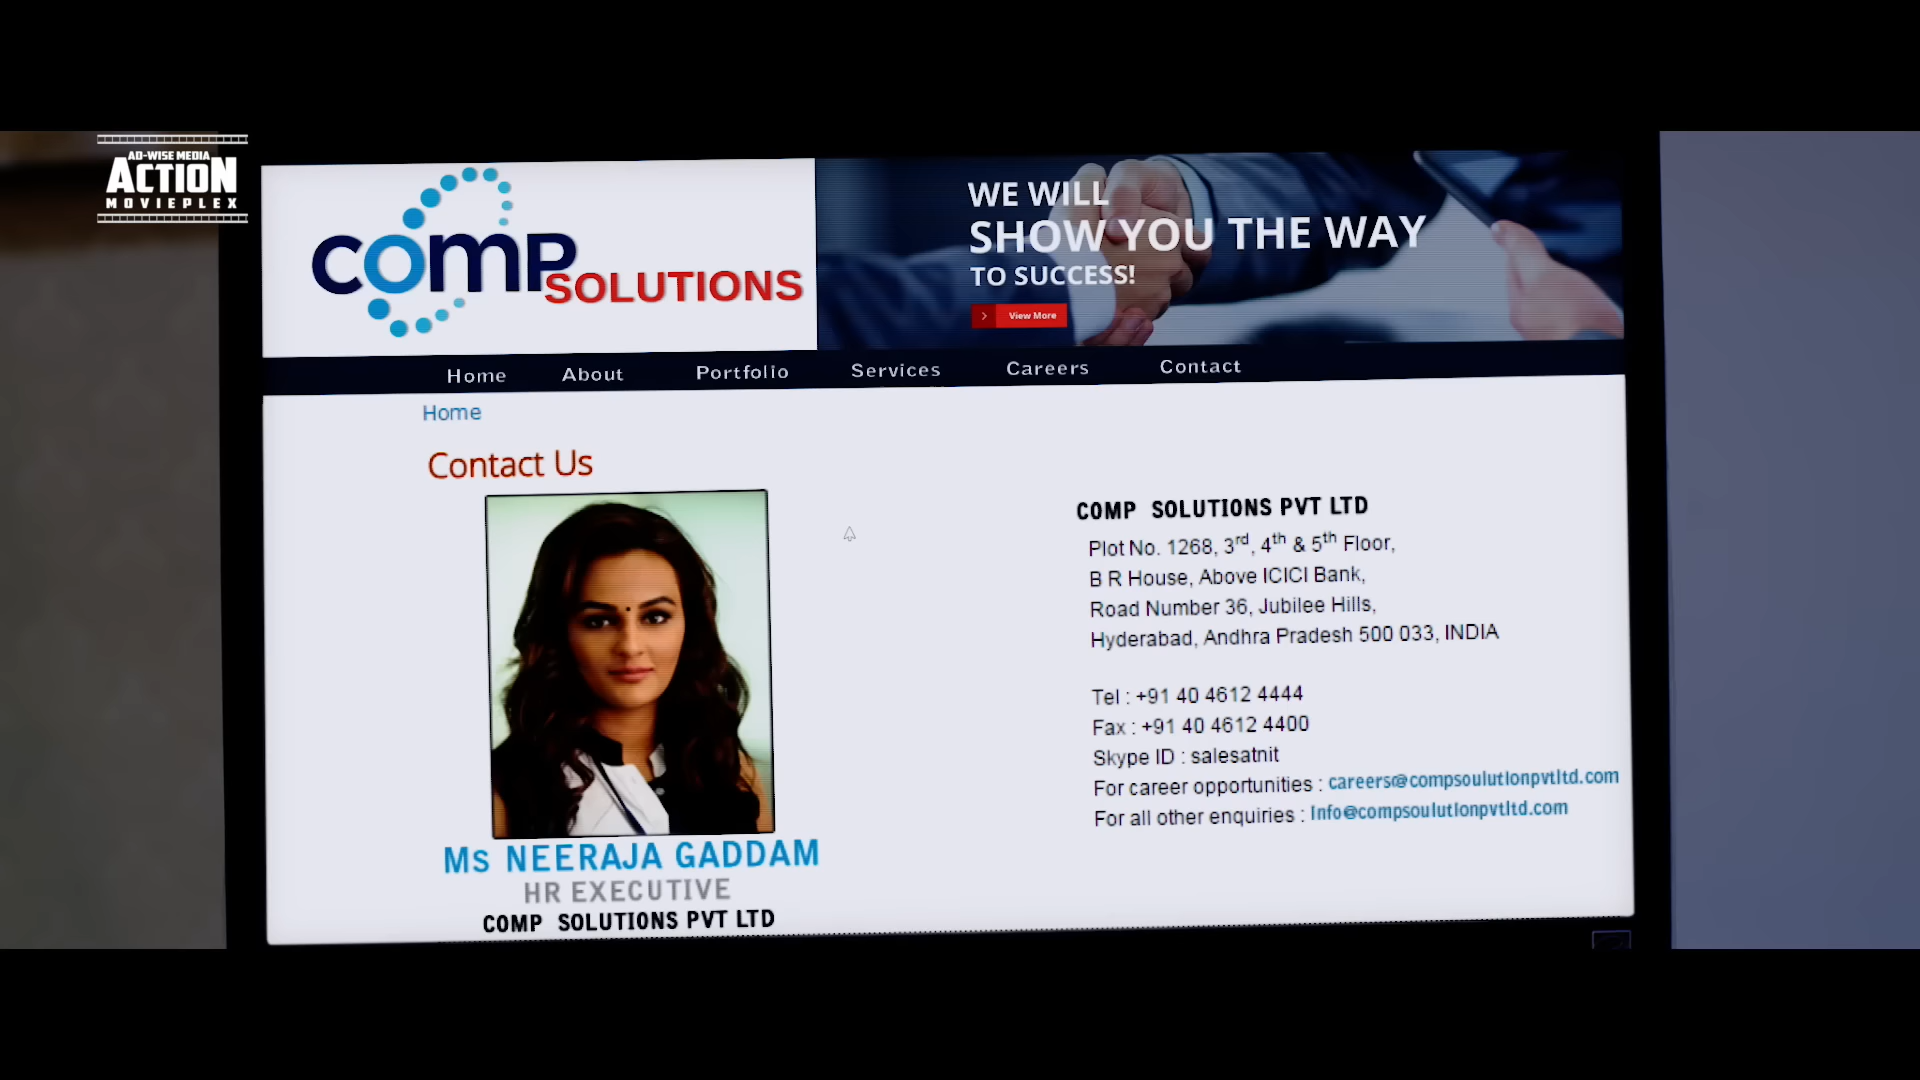 AD-WISE MEDIA
ACTION
MOVIEPLEX
comp
SOLUTIONS
WE WILL
SHOW YOU THE WAY
TO SUCCESS!
View More
Home About Portfolio Services Careers Contact
Home
Contact Us
COMP SOLUTIONS PVT LTD
Plot No. 1268, 3rd, 4th & 5th Floor,
B R House, Above ICICI Bank,
Road Number 36, Jubilee Hills,
Hyderabad, Andhra Pradesh 500 033, INDIA
Tel : +91 40 4612 4444
Fax : +91 40 4612 4400
Skype ID : salesatnit
For career opportunities : careers@compsoulutionpvtltd.com
For all other enquiries : Info@compsoulutionpvtltd.com
Ms NEERAJA GADDAM
HR EXECUTIVE
COMP SOLUTIONS PVT LTD